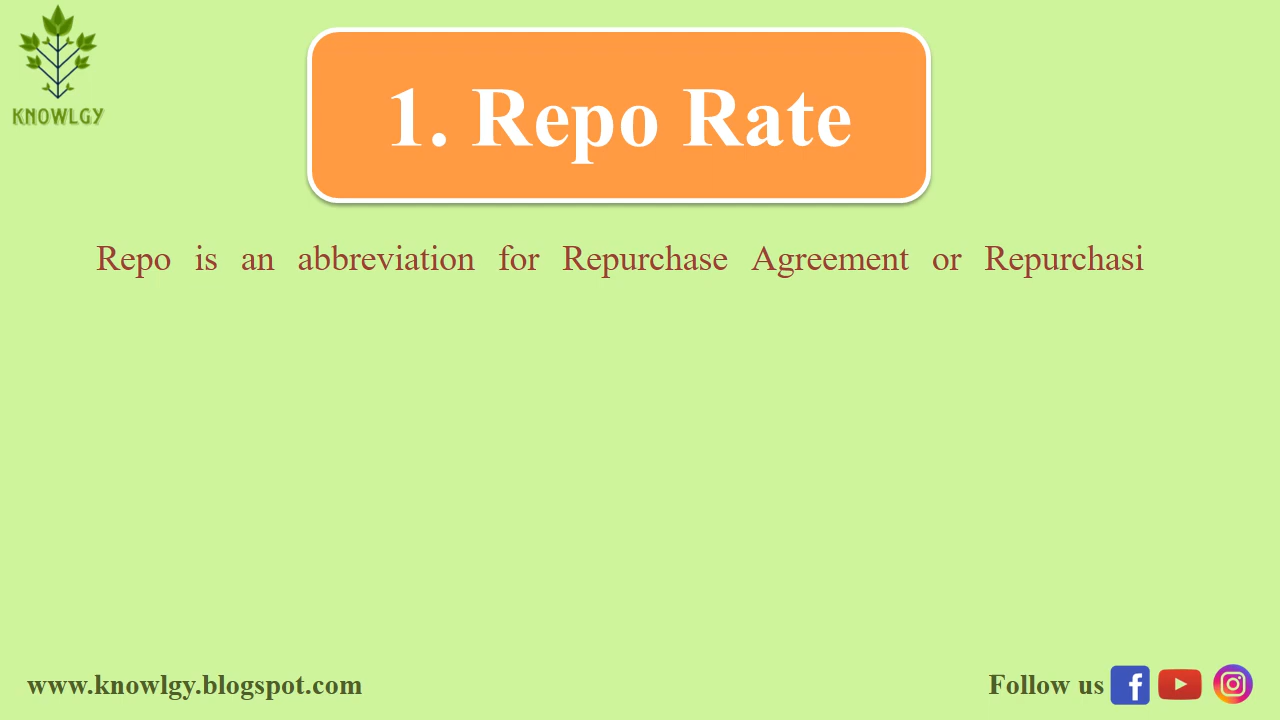 KNOWLGY
1. Repo Rate
Repo is an abbreviation for Repurchase Agreement or Repurchasi
www.knowlgy.blogspot.com
Follow us